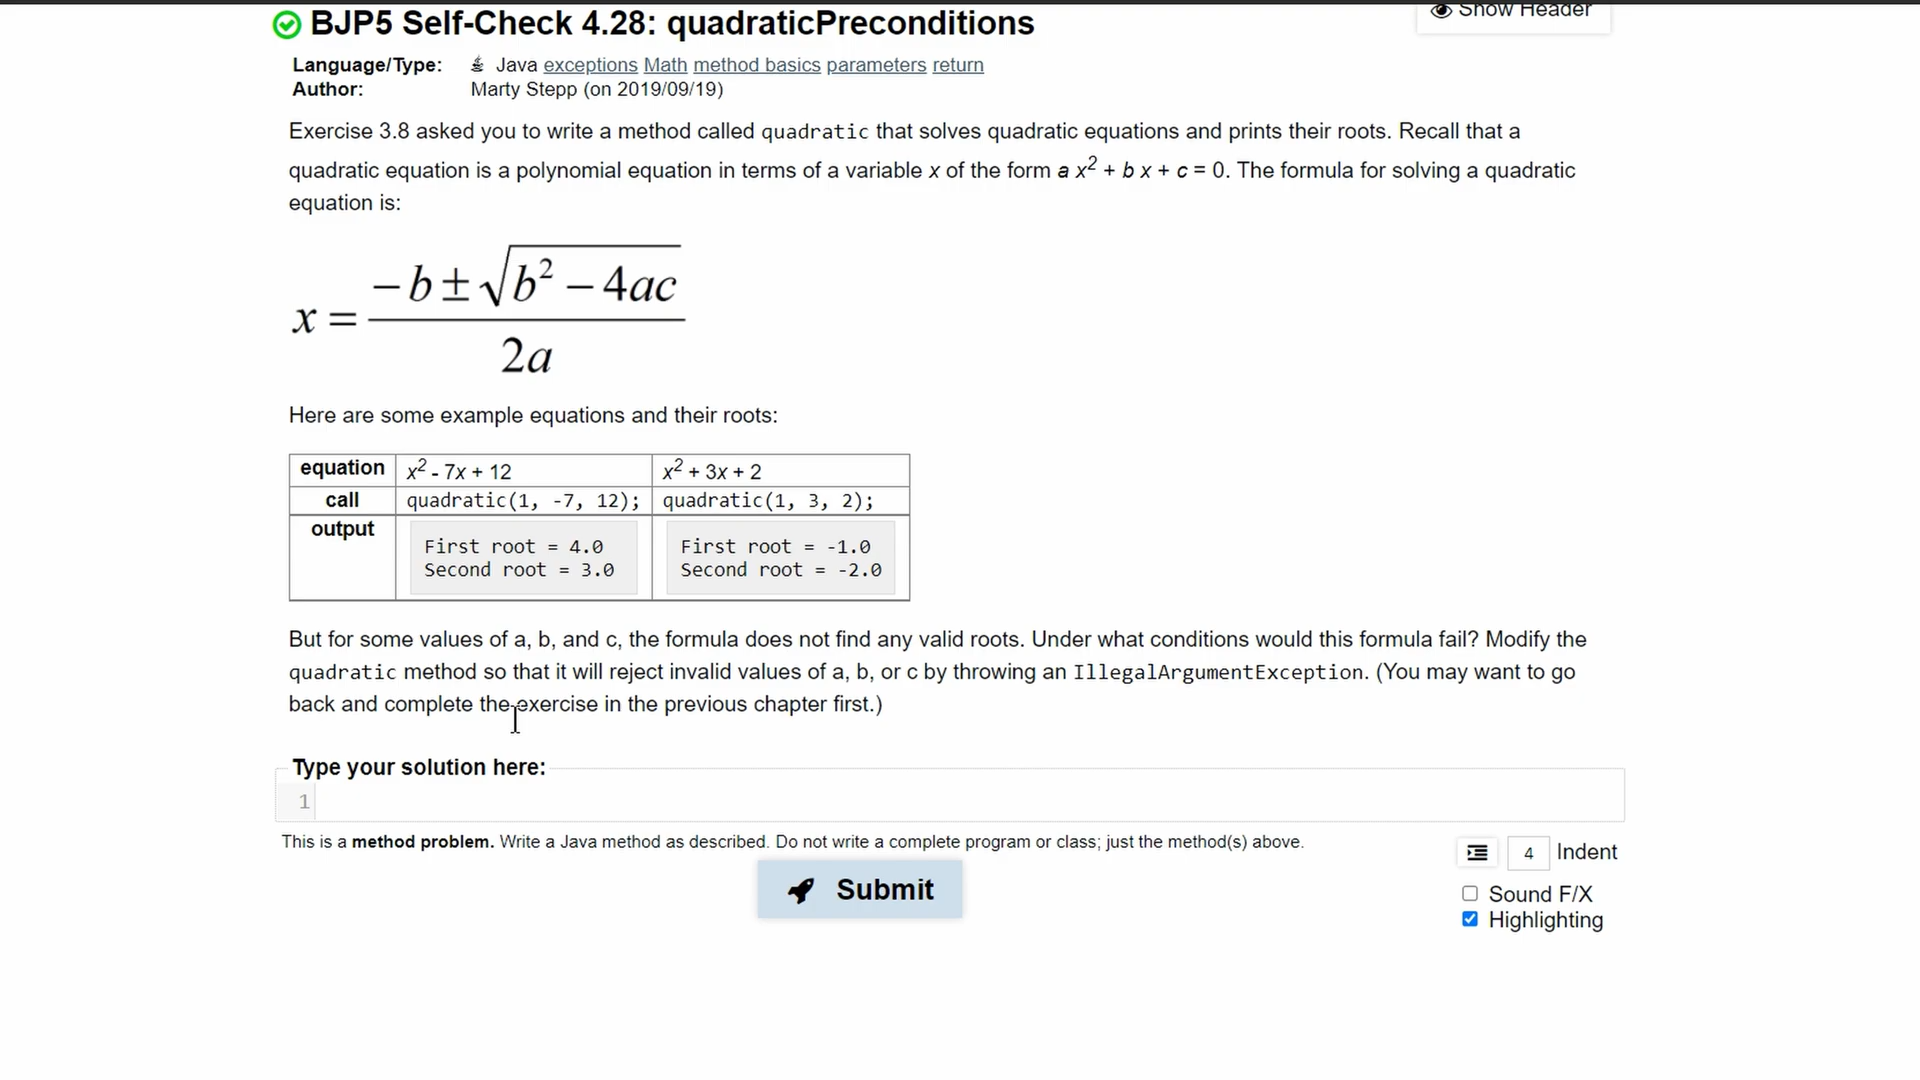 BJP5 Self-Check 4.28: quadraticPreconditions
Show Header
Language/Type: Java exceptions Math method basics parameters return
Author: Marty Stepp (on 2019/09/19)
Exercise 3.8 asked you to write a method called quadratic that solves quadratic equations and prints their roots. Recall that a
quadratic equation is a polynomial equation in terms of a variable x of the form a x² + b x + c = 0. The formula for solving a quadratic
equation is:
x = (−b ± √(b² − 4ac)) / 2a
Here are some example equations and their roots:
equation x² - 7x + 12 x² + 3x + 2
call quadratic(1, -7, 12); quadratic(1, 3, 2);
output
First root = 4.0 First root = -1.0
Second root = 3.0 Second root = -2.0
But for some values of a, b, and c, the formula does not find any valid roots. Under what conditions would this formula fail? Modify the
quadratic method so that it will reject invalid values of a, b, or c by throwing an IllegalArgumentException. (You may want to go
back and complete the exercise in the previous chapter first.)
Type your solution here:
1
This is a method problem. Write a Java method as described. Do not write a complete program or class; just the method(s) above.
4 Indent
Submit
Sound F/X
Highlighting